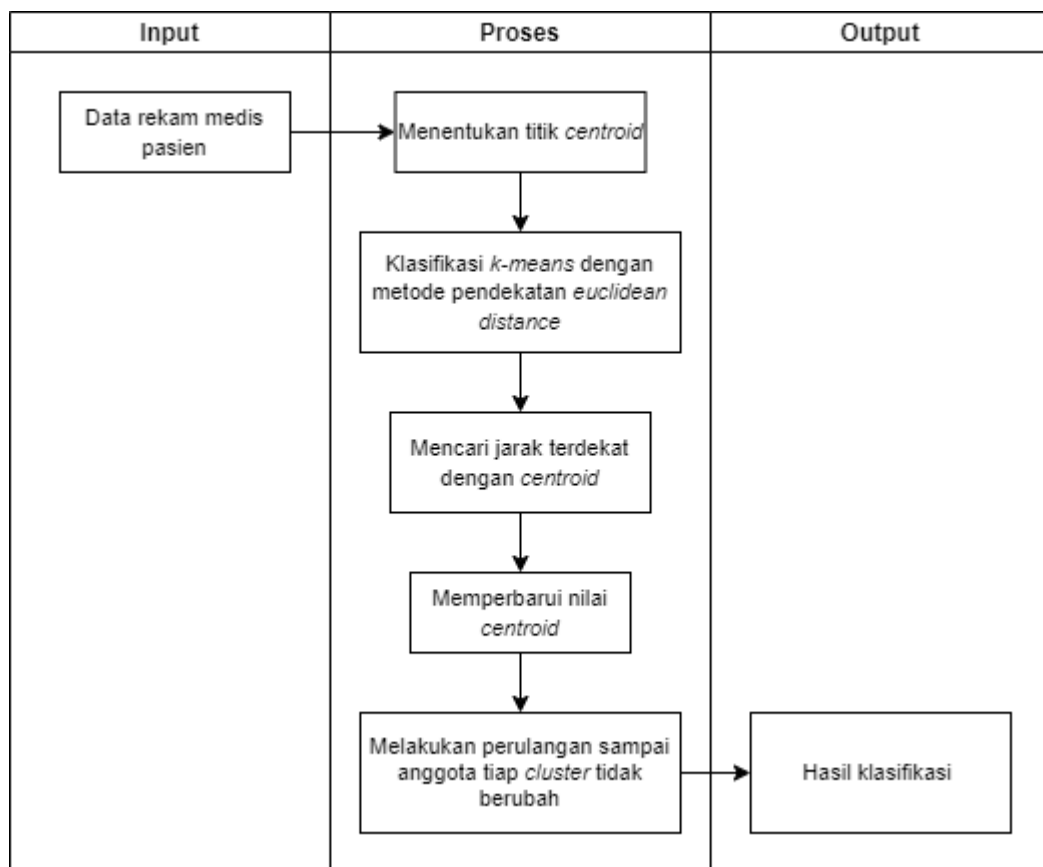 Input
Proses
Output
Data rekam medis
pasien
Menentukan titik centroid
Klasifikasi k-means dengan
metode pendekatan euclidean
distance
Mencari jarak terdekat
dengan centroid
Memperbarui nilai
centroid
Melakukan perulangan sampai
anggota tiap cluster tidak
berubah
Hasil klasifikasi